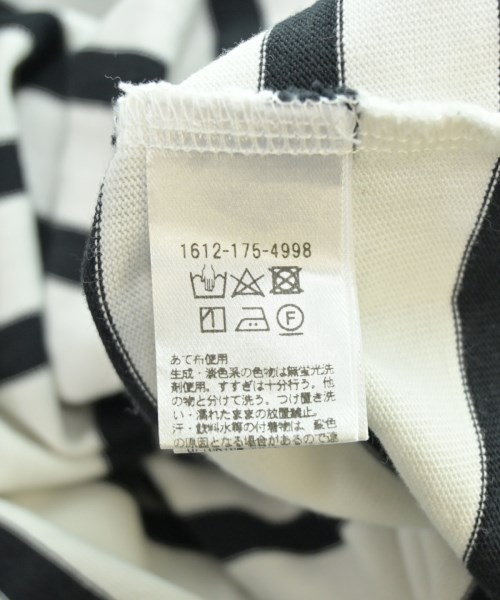 1612-175-4998
F
あて布使用
生成・淡色系の色物は無蛍光洗
剤使用。すすぎは十分行う。他
の物と分けて洗う。つけ置き洗
い・濡れたままの放置禁止。
汗・飲料水等の付着物は、藍色
の原因となる場合があるので速